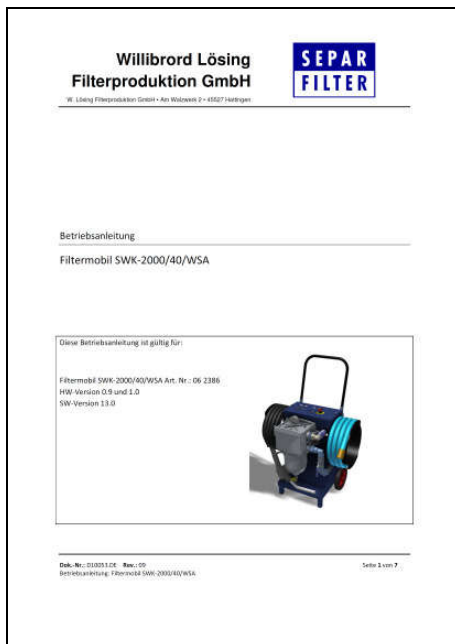 Willibrord Lösing
Filterproduktion GmbH
W. Lösing Filterproduktion GmbH • Am Walzwerk 2 • 45527 Hattingen
SEPAR
FILTER
Betriebsanleitung
Filtermobil SWK-2000/40/WSA
Diese Betriebsanleitung ist gültig für:
Filtermobil SWK-2000/40/WSA Art. Nr.: 06 2386
HW-Version 0.9 und 1.0
SW-Version 13.0
Dok.-Nr.: 010053.DE Rev.: 09
Seite 1 von 7
Betriebsanleitung: Filtermobil SWK-2000/40/WSA